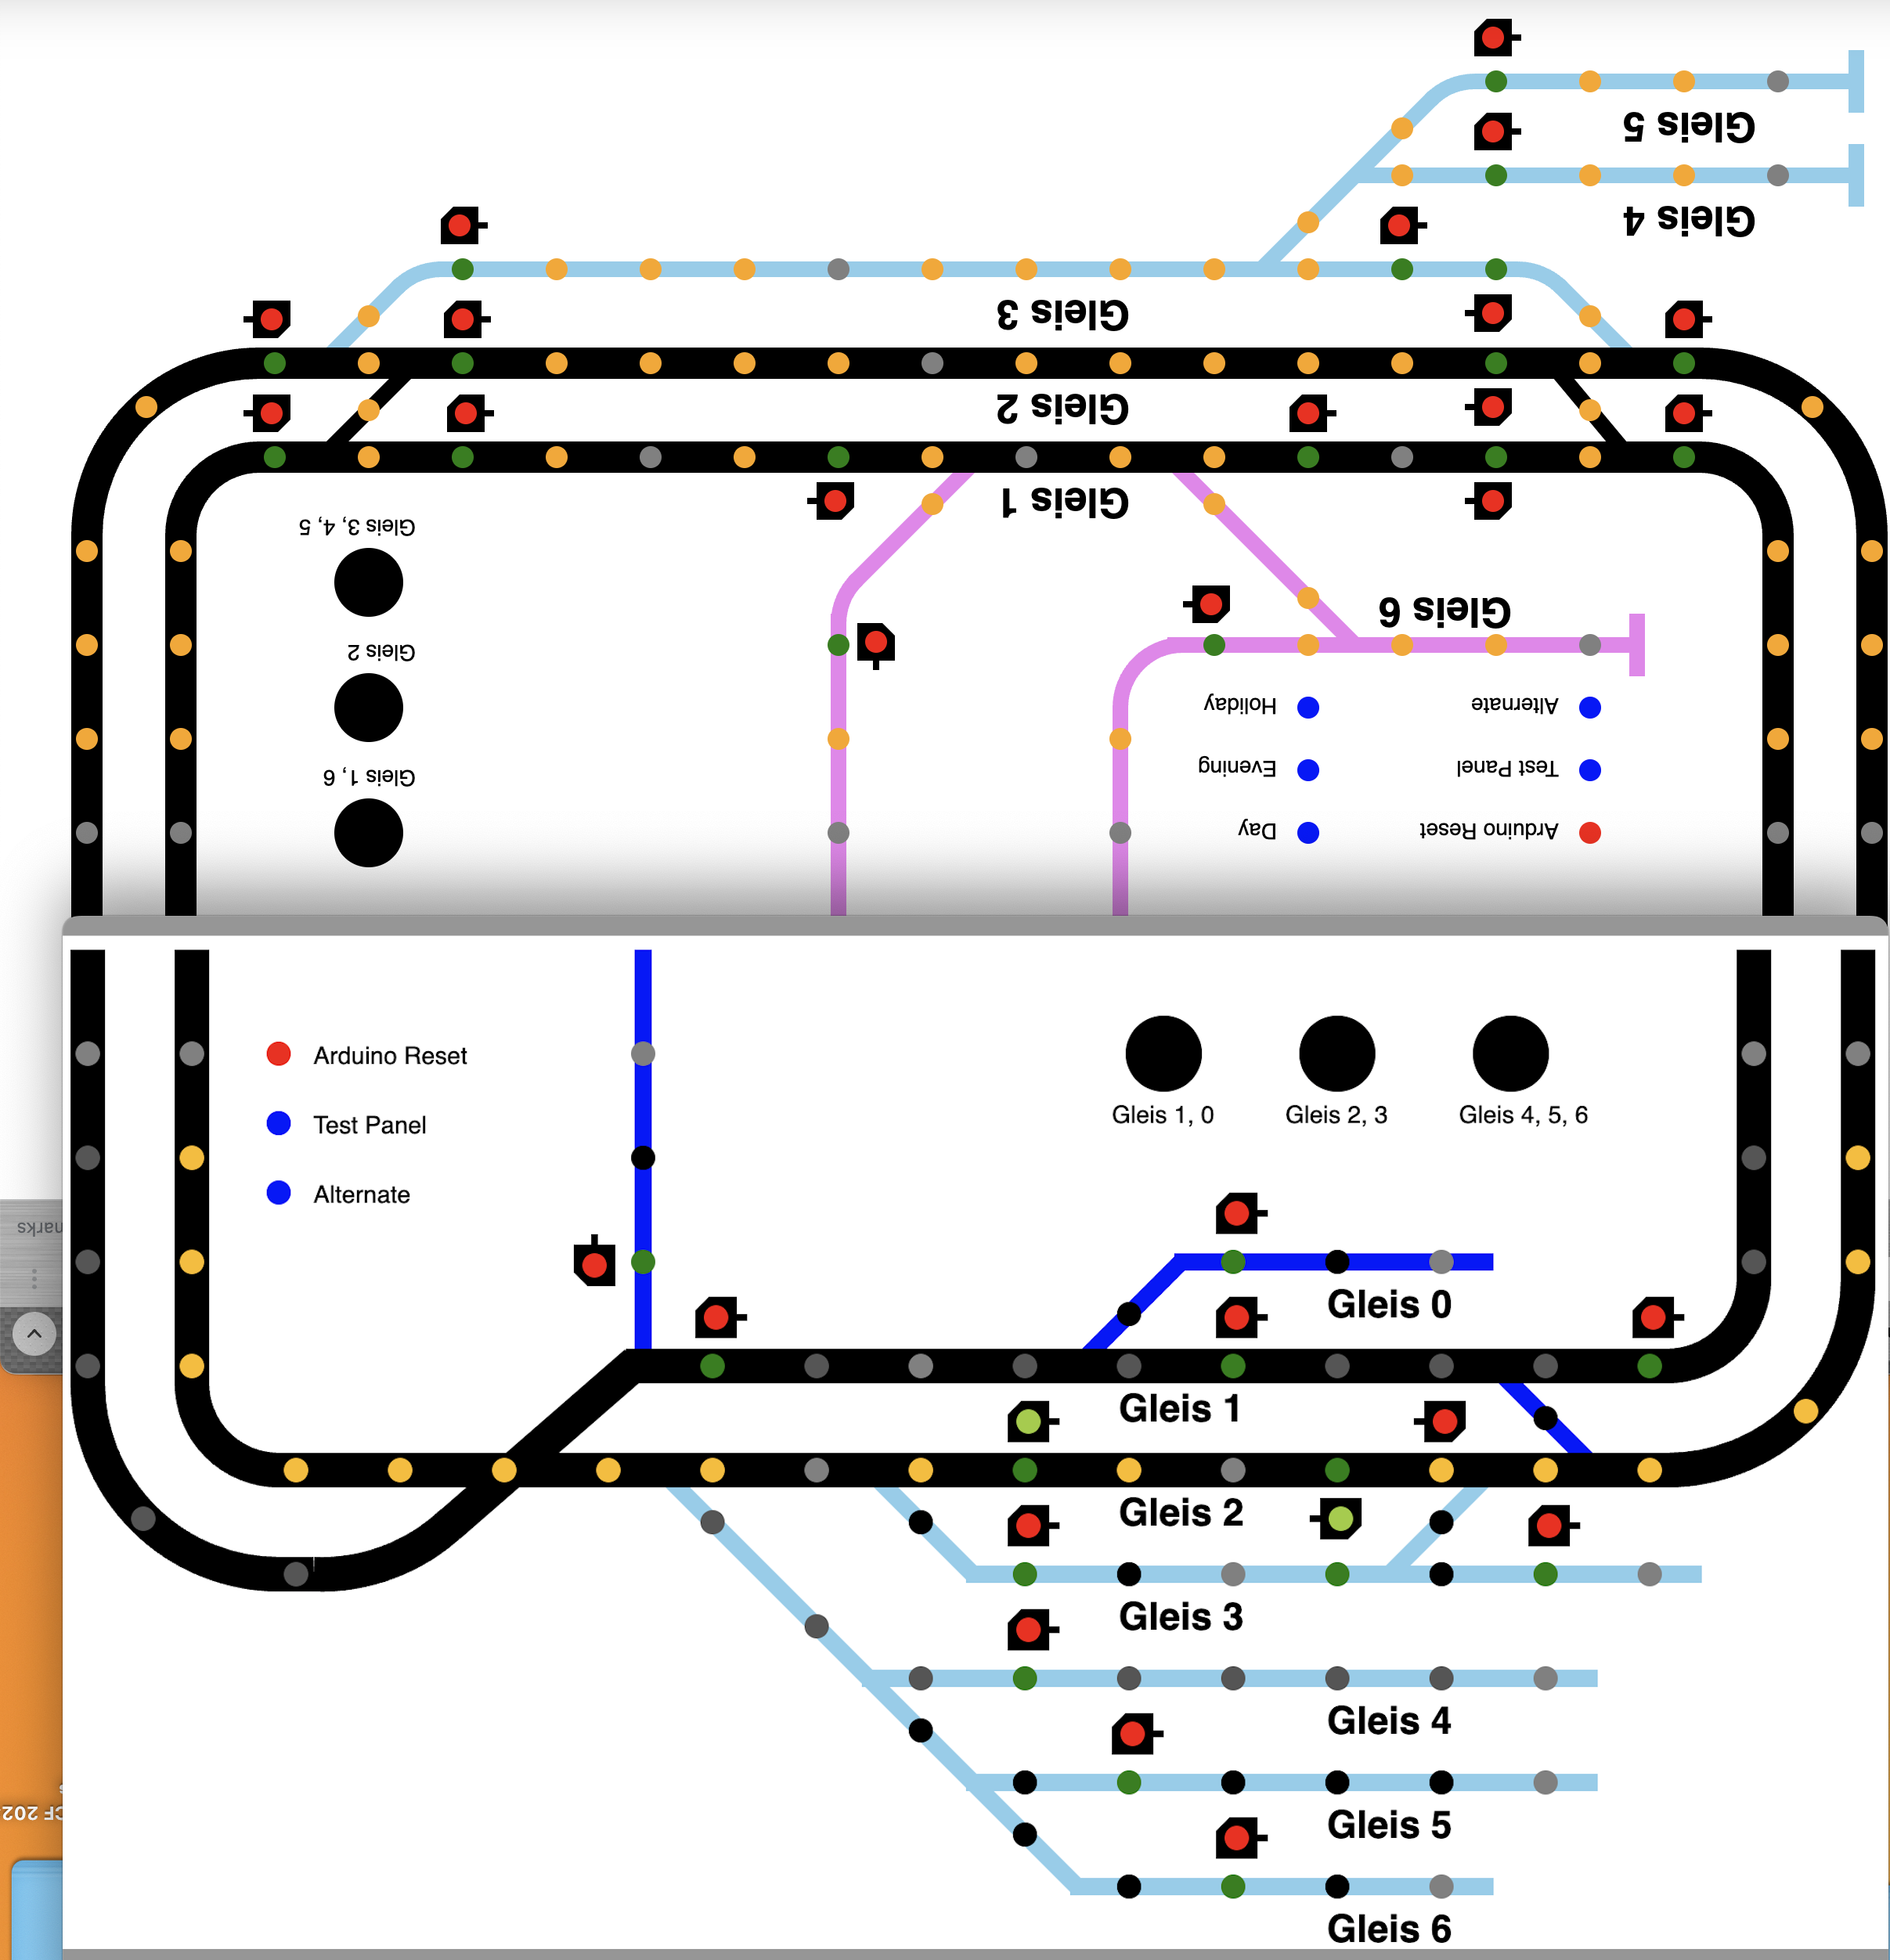 Gleis 5
Gleis 4
Gleis 3
Gleis 2
Gleis 1
Gleis 3, 4, 5
Gleis 6
Gleis 2
Holiday
Alternate
Evening
Test Panel
Gleis 1, 6
Day
Arduino Reset
Arduino Reset
Test Panel
Alternate
Gleis 1, 0
Gleis 2, 3
Gleis 4, 5, 6
Gleis 0
Gleis 1
Gleis 2
Gleis 3
Gleis 4
Gleis 5
Gleis 6